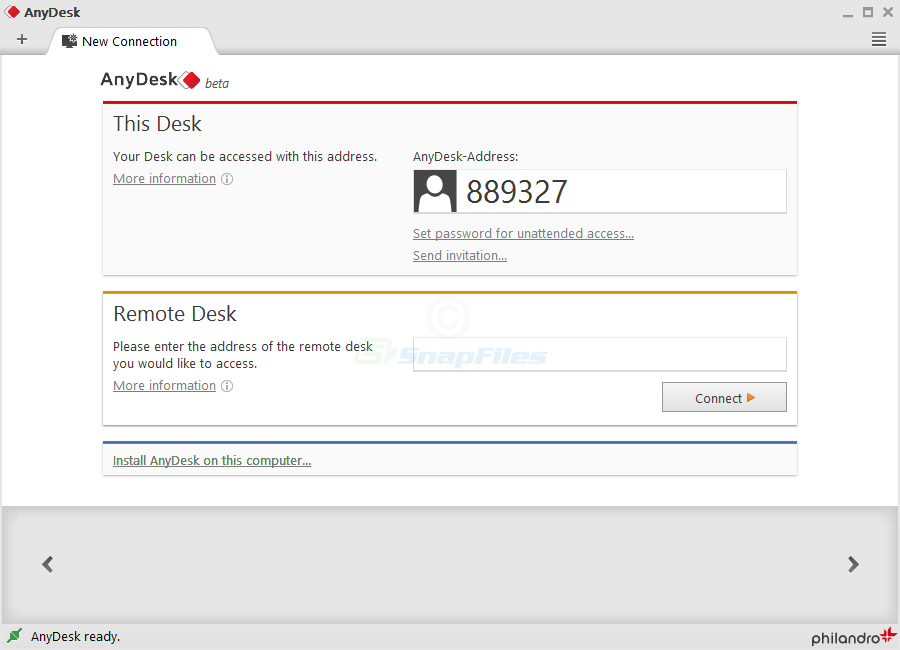 AnyDesk
+ New Connection
AnyDesk beta
This Desk
Your Desk can be accessed with this address.
More information
AnyDesk-Address:
889327
Set password for unattended access...
Send invitation...
Remote Desk
Please enter the address of the remote desk
you would like to access.
More information
© SnapFiles
Connect
Install AnyDesk on this computer...
AnyDesk ready.
philandro